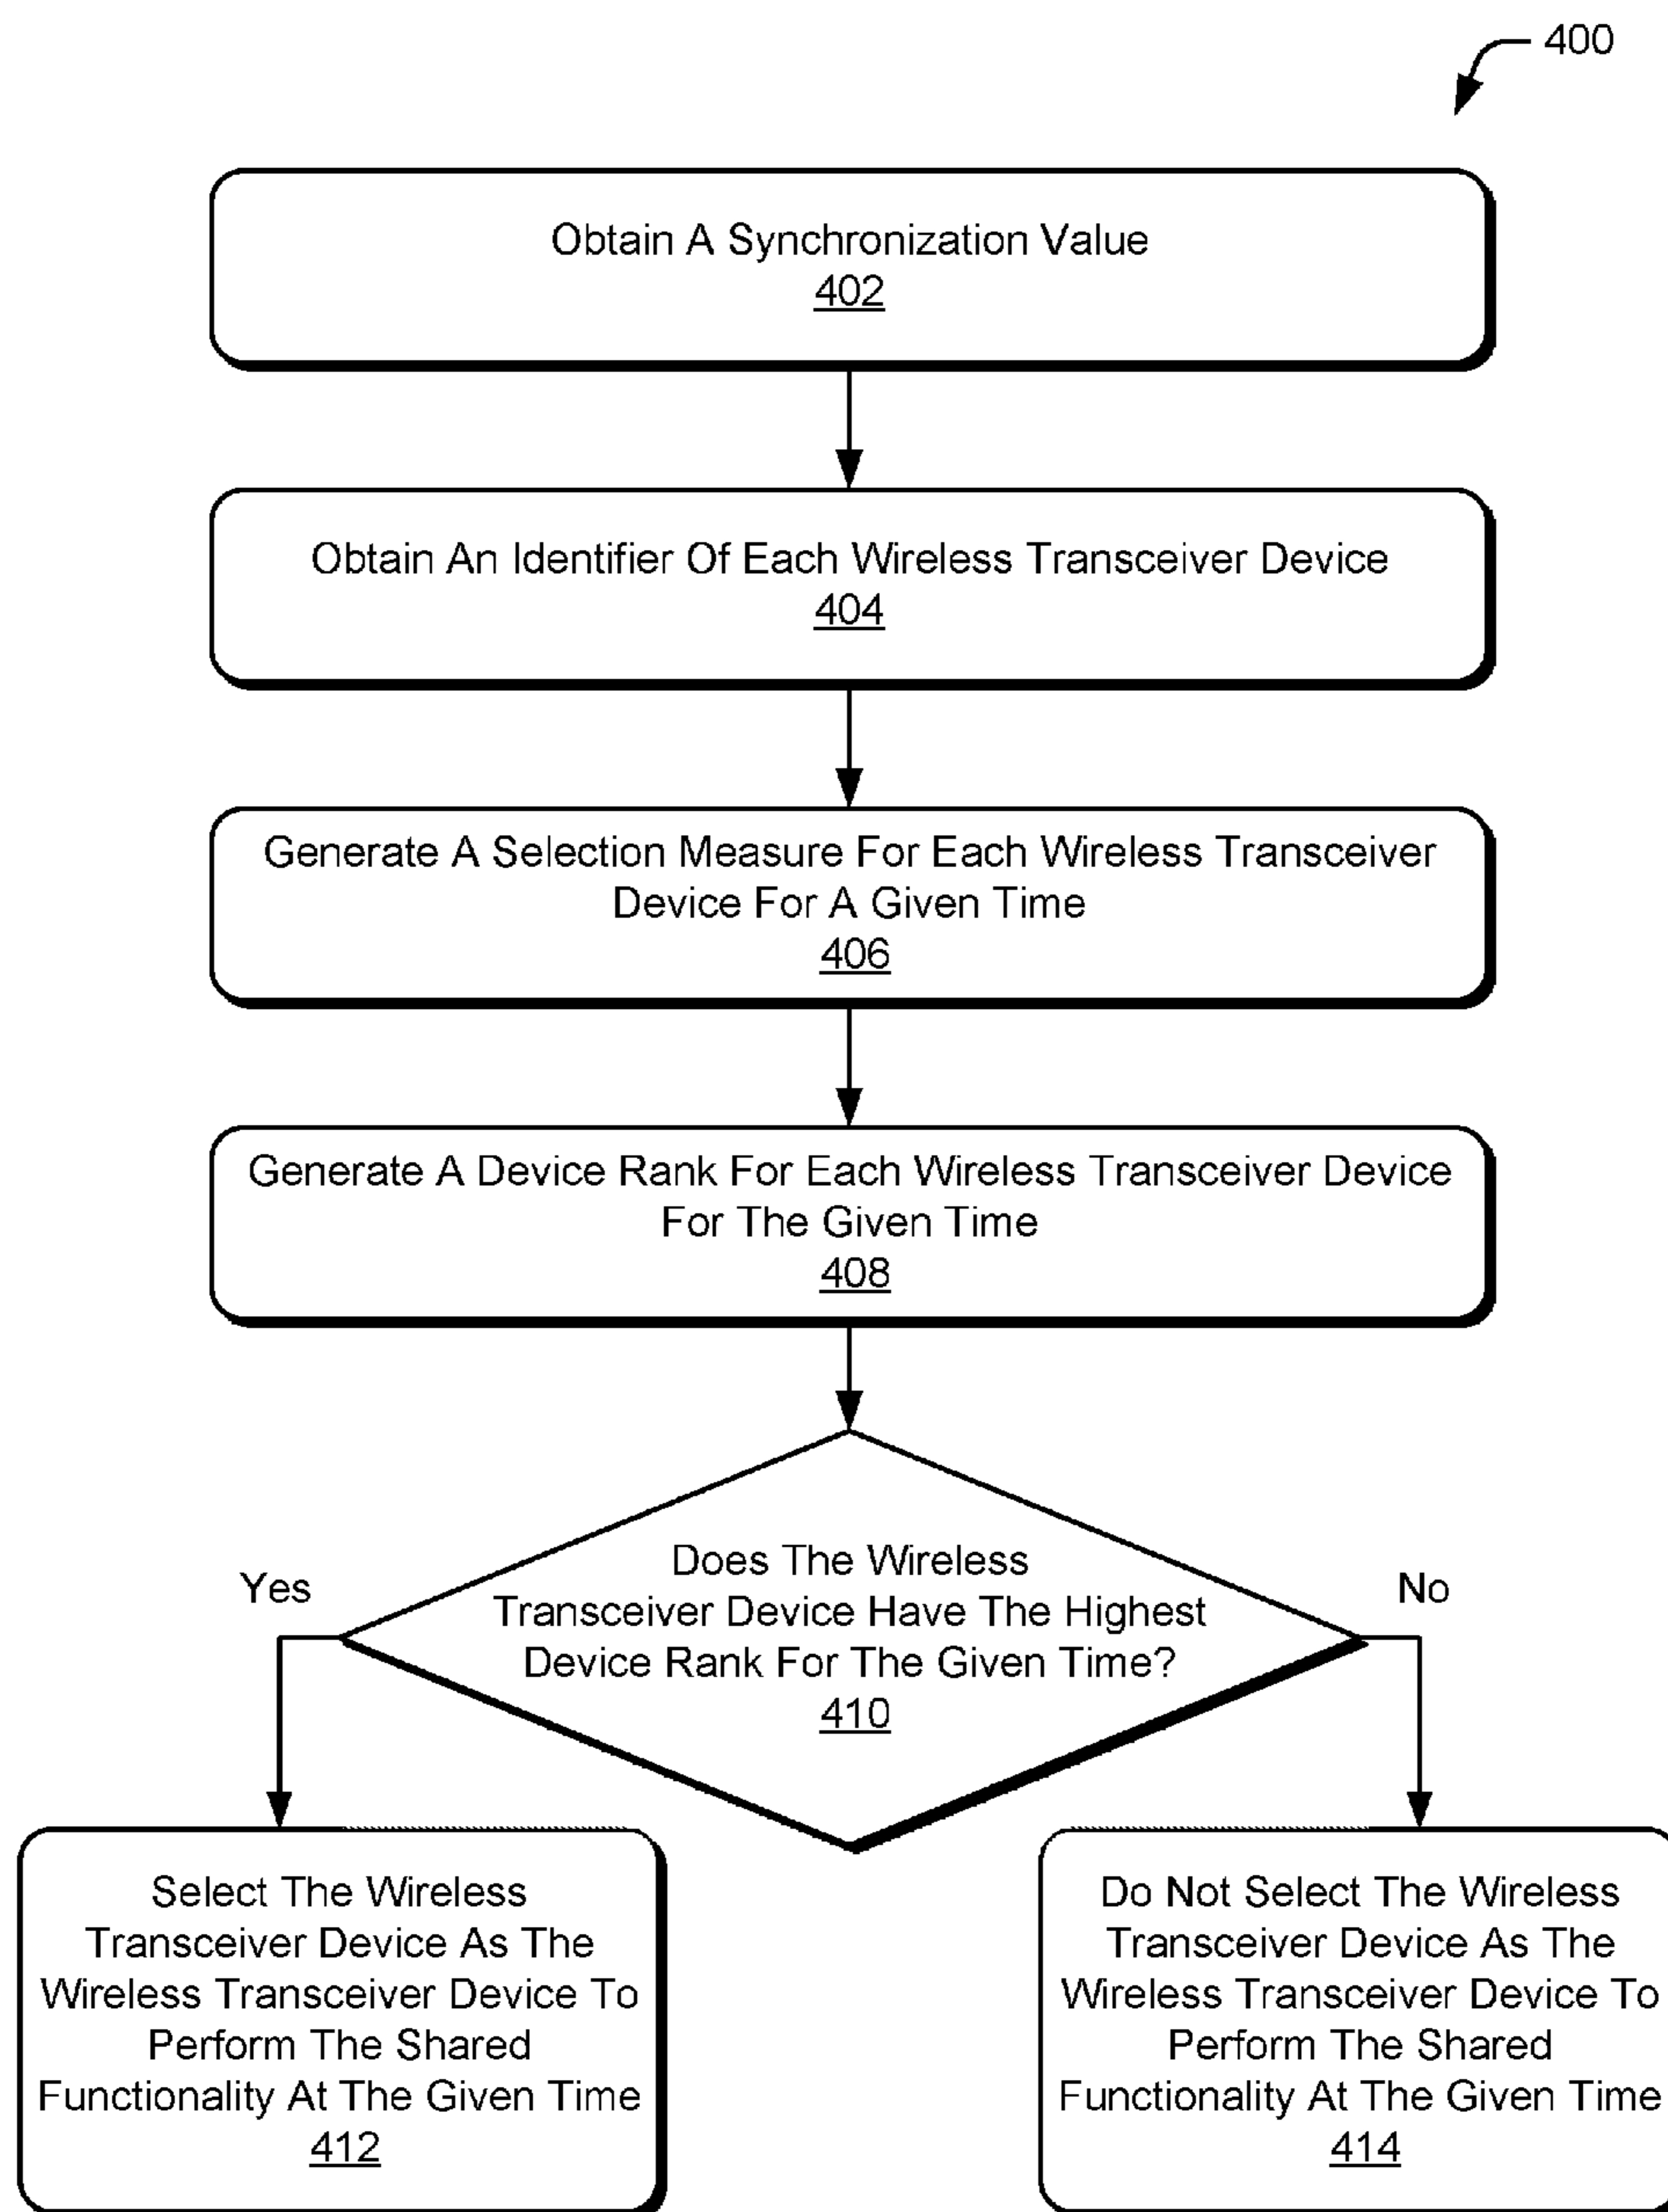 400
Obtain A Synchronization Value
402
Obtain An Identifier Of Each Wireless Transceiver Device
404
Generate A Selection Measure For Each Wireless Transceiver
Device For A Given Time
406
Generate A Device Rank For Each Wireless Transceiver Device
For The Given Time
408
Does The Wireless
Transceiver Device Have The Highest
Device Rank For The Given Time?
410
Yes
No
Select The Wireless
Transceiver Device As The
Wireless Transceiver Device To
Perform The Shared
Functionality At The Given Time
412
Do Not Select The Wireless
Transceiver Device As The
Wireless Transceiver Device To
Perform The Shared
Functionality At The Given Time
414